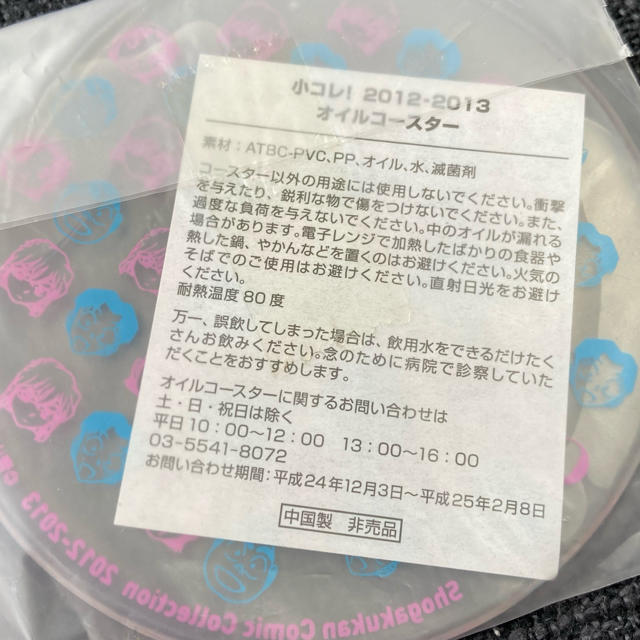 小コレ! 2012-2013
オイルコースター
素材：ATBC-PVC、PP、オイル、水、滅菌剤
コースター以外の用途には使用しないでください。衝撃
を与えたり、鋭利な物で傷をつけないでください。また、
過度な負荷を与えないでください。中のオイルが漏れる
場合があります。電子レンジで加熱したばかりの食器や
熱した鍋、やかんなどを置くのはお避けください。火気の
そばでのご使用はお避けください。直射日光をお避け
ください。
耐熱温度80度
万一、誤飲してしまった場合は、飲用水をできるだけたく
さんお飲みください。念のために病院で診察していた
だくことをおすすめします。
オイルコースターに関するお問い合わせは
土・日・祝日は除く
平日10:00〜12:00　13:00〜16:00
03-5541-8072
お問い合わせ期間：平成24年12月3日〜平成25年2月8日
中国製　非売品
Shogakukan Comic Collection 2012-2013